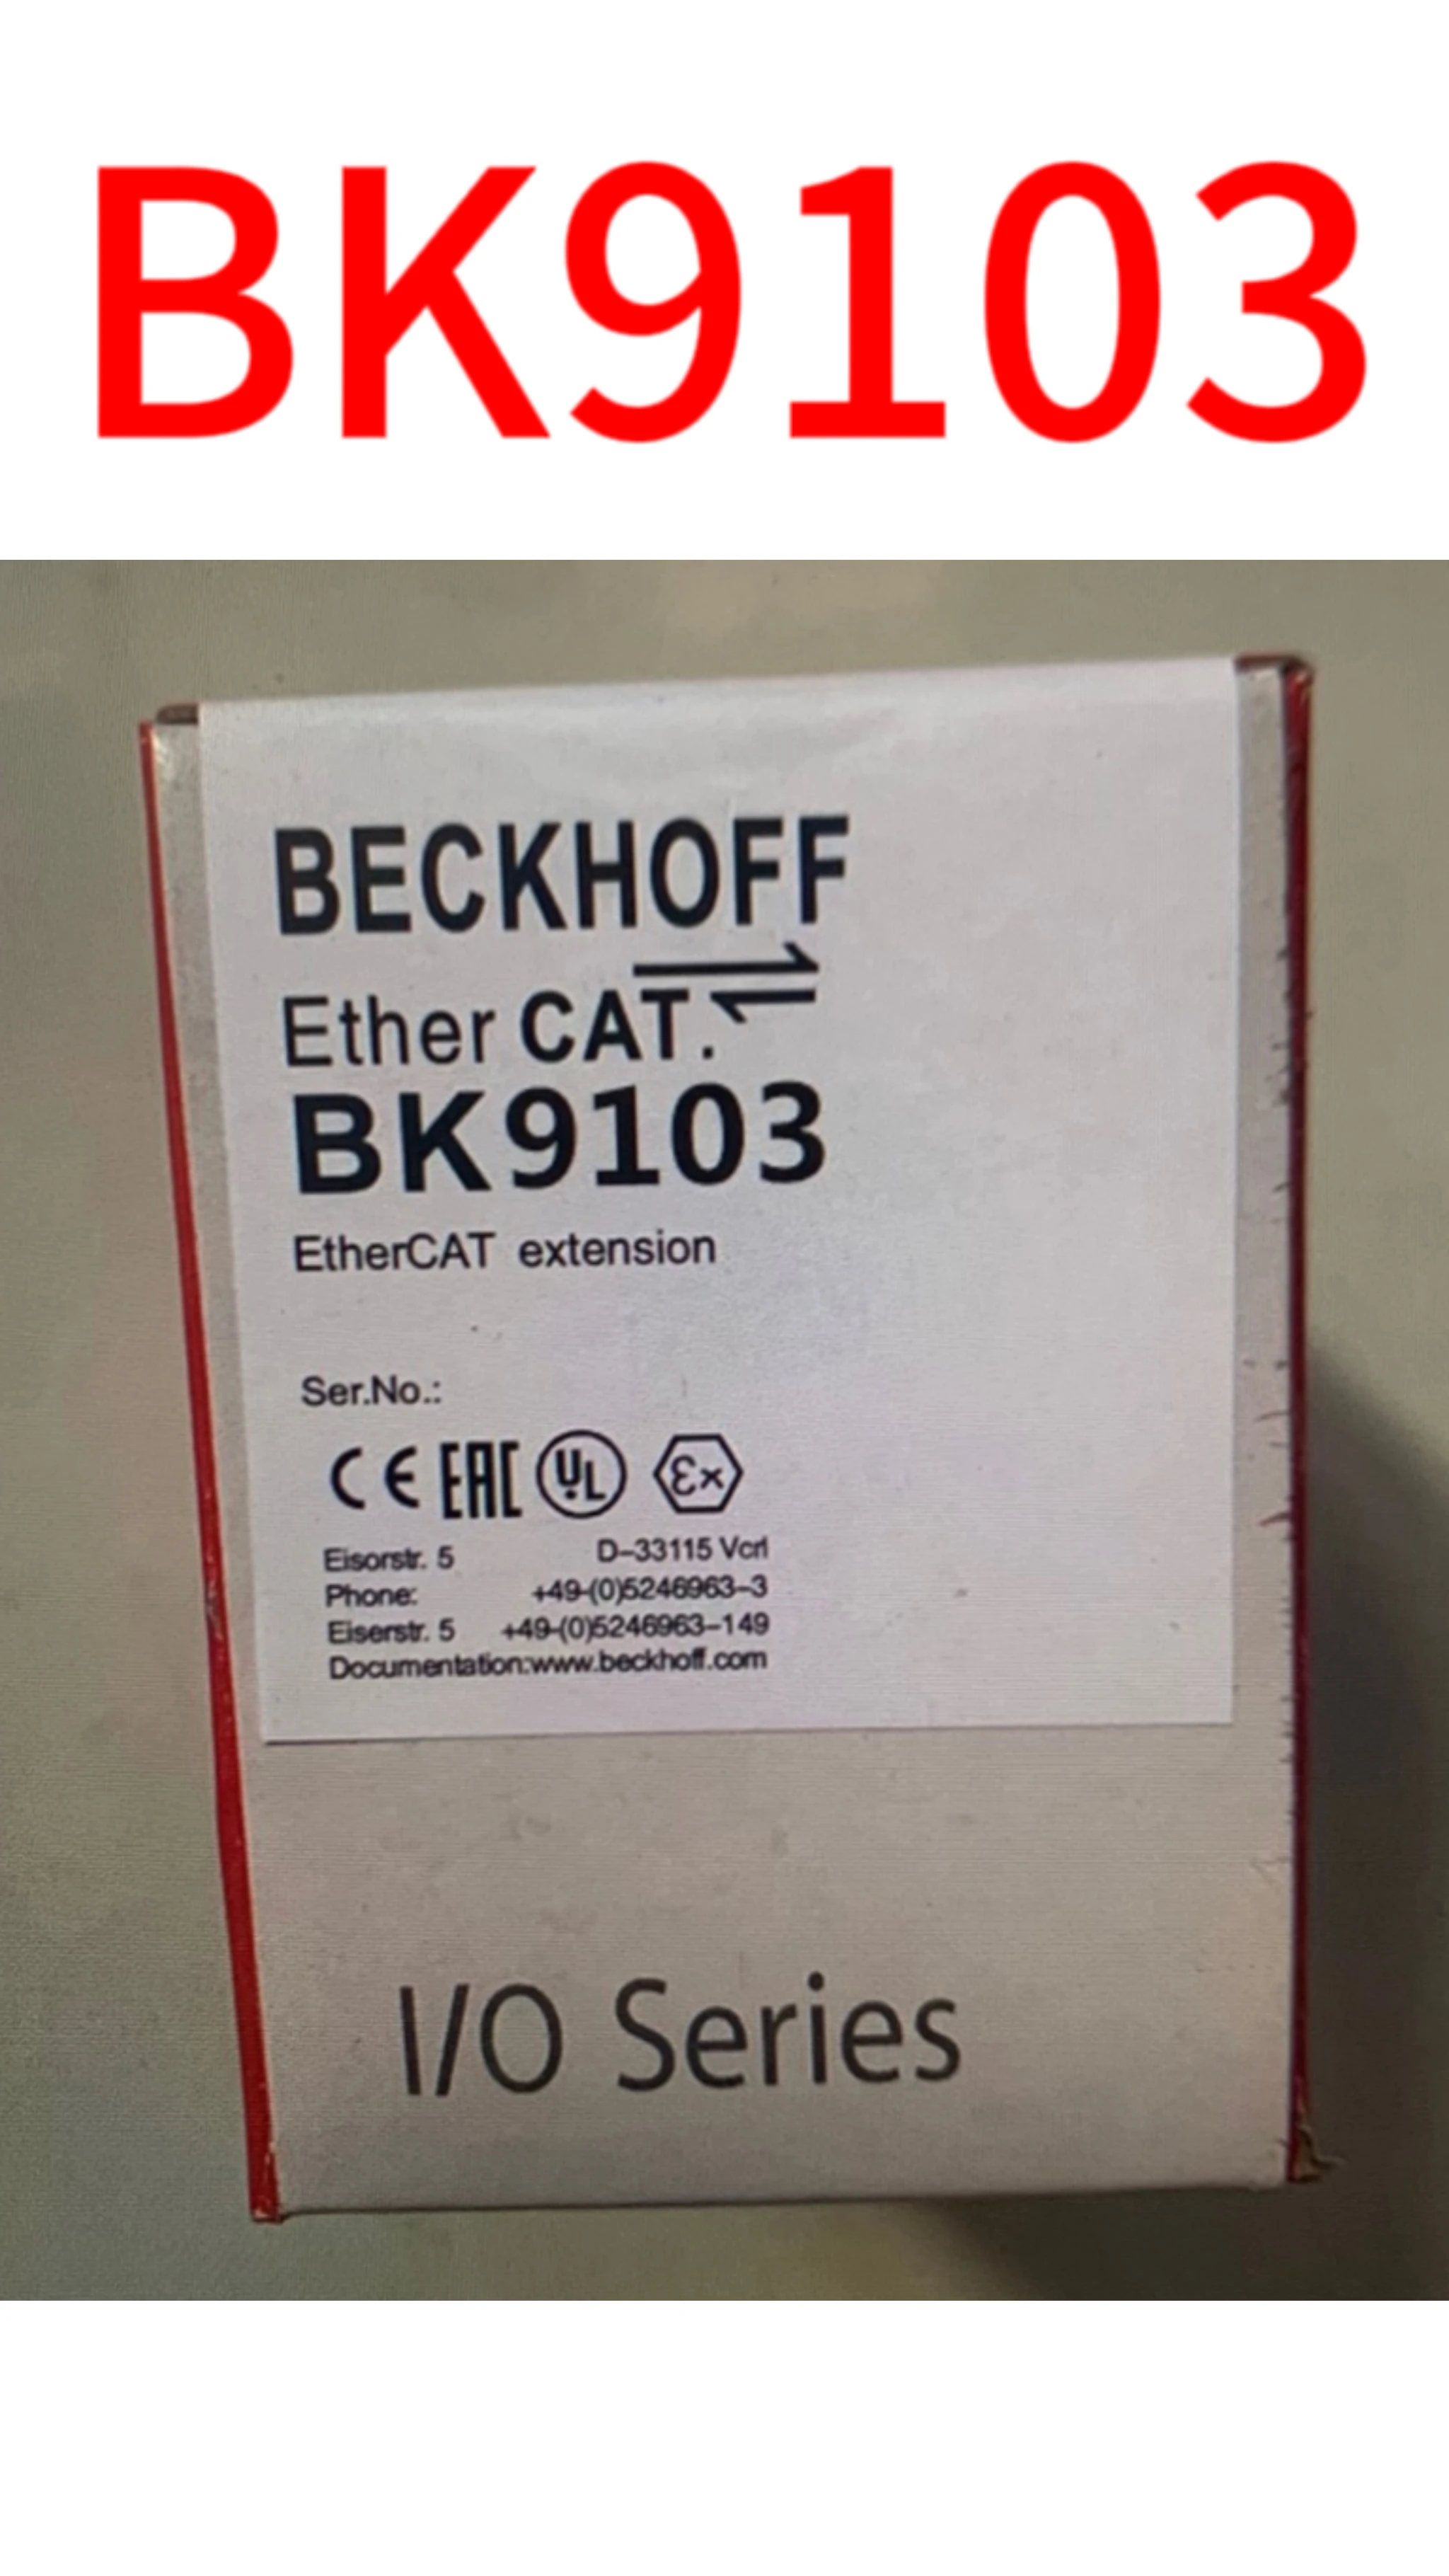 BK9103
BECKHOFF
Ether CAT.
BK9103
EtherCAT extension
Ser.No.:
CE EAC UL Ex
Eisorstr. 5 D-33115 Vcrl
Phone: +49-(0)5246963-3
Eiserstr. 5 +49-(0)5246963-149
Documentation:www.beckhoff.com
I/O Series